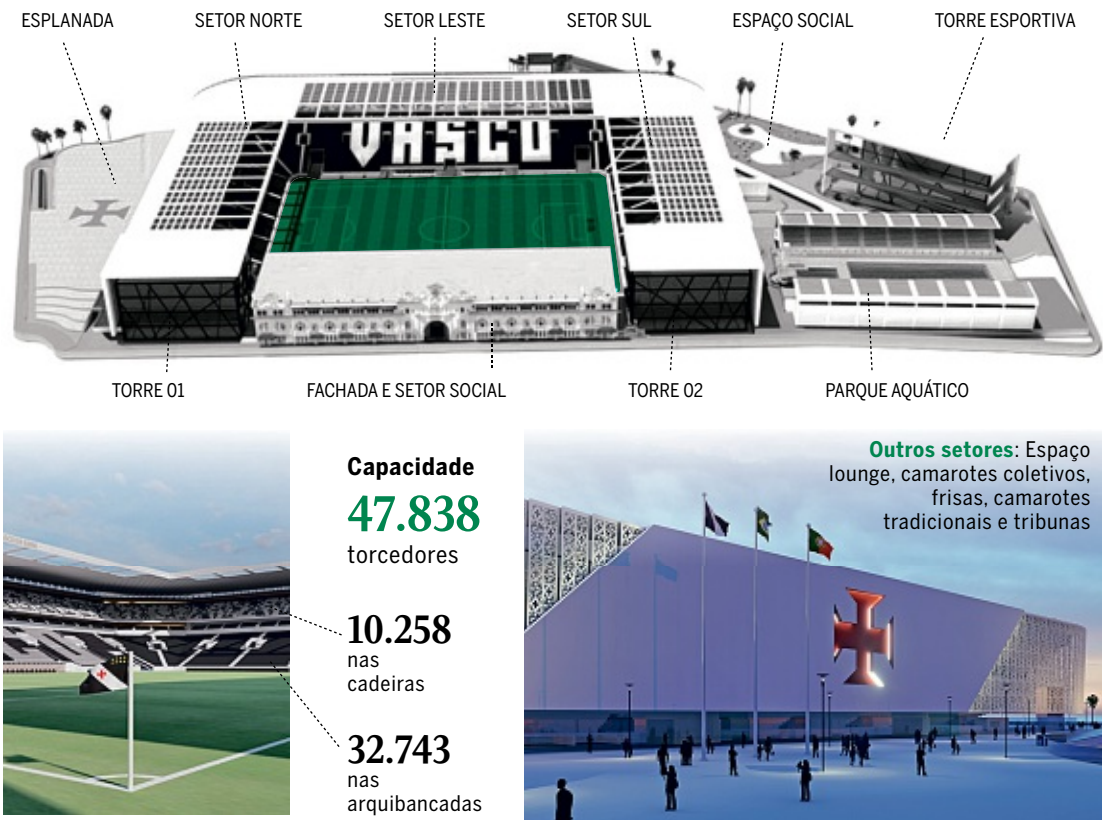 ESPLANADA
SETOR NORTE
SETOR LESTE
SETOR SUL
ESPAÇO SOCIAL
TORRE ESPORTIVA
VASCO
TORRE 01
FACHADA E SETOR SOCIAL
TORRE 02
PARQUE AQUÁTICO
Capacidade
47.838
torcedores
10.258
nas
cadeiras
32.743
nas
arquibancadas
Outros setores: Espaço
lounge, camarotes coletivos,
frisas, camarotes
tradicionais e tribunas